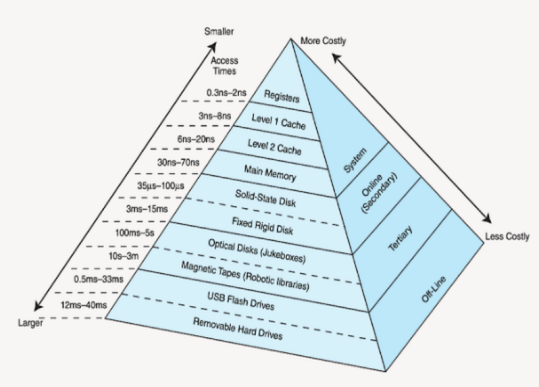 Smaller
More Costly
Access
Times
0.3ns–2ns
Registers
3ns–8ns
Level 1 Cache
6ns–20ns
Level 2 Cache
System
30ns–70ns
Main Memory
Online
(Secondary)
35μs–100μs
Solid-State Disk
3ms–15ms
Fixed Rigid Disk
100ms–5s
Optical Disks (Jukeboxes)
Tertiary
Less Costly
10s–3m
Magnetic Tapes (Robotic libraries)
0.5ms–33ms
USB Flash Drives
Off-Line
12ms–40ms
Removable Hard Drives
Larger